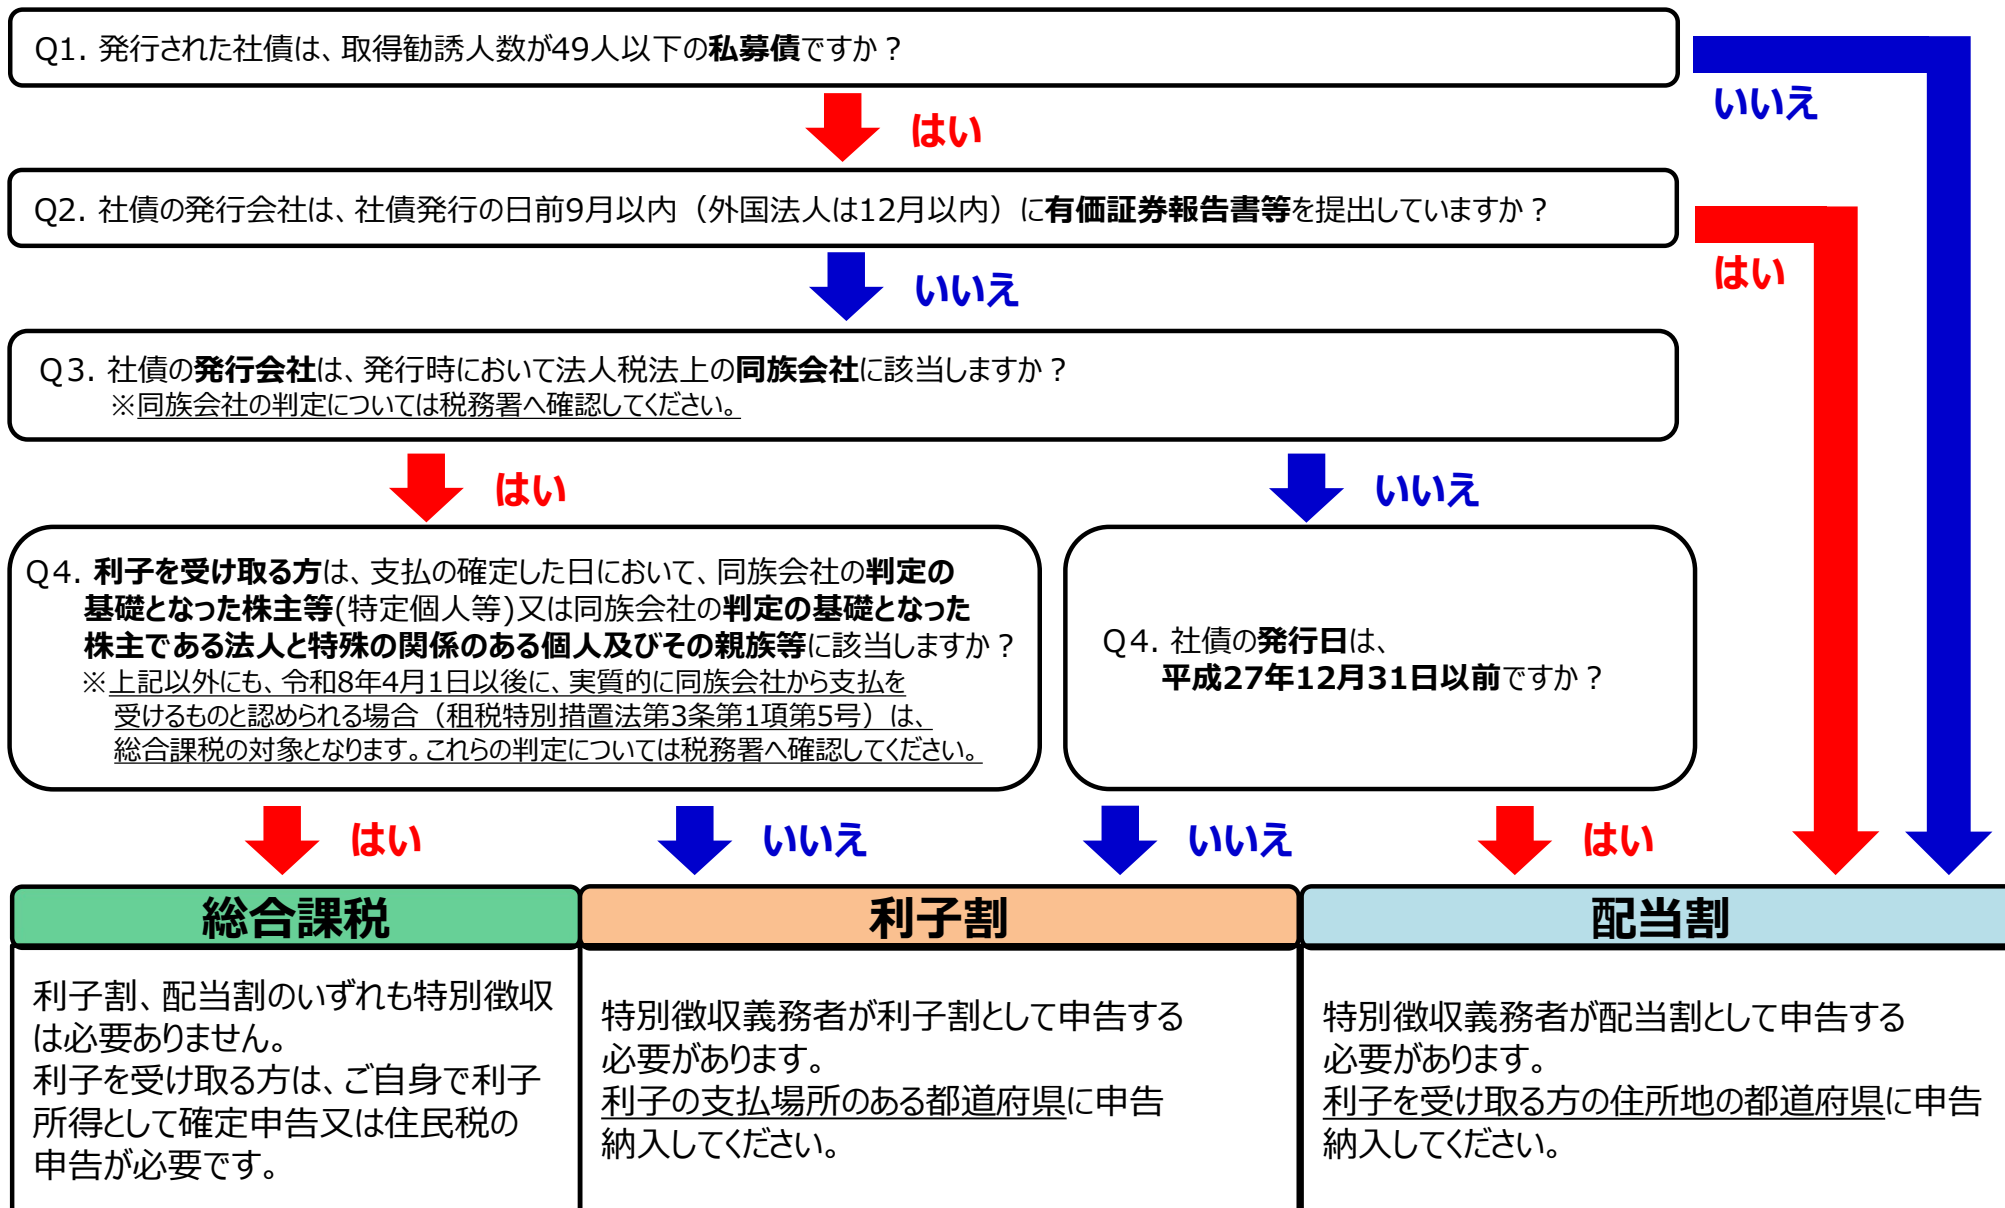 Q1. 発行された社債は、取得勧誘人数が49人以下の私募債ですか？
いいえ
はい
Q2. 社債の発行会社は、社債発行の日前9月以内（外国法人は12月以内）に有価証券報告書等を提出していますか？
はい
いいえ
Q3. 社債の発行会社は、発行時において法人税法上の同族会社に該当しますか？
※同族会社の判定については税務署へ確認してください。
はい
いいえ
Q4. 利子を受け取る方は、支払の確定した日において、同族会社の判定の
基礎となった株主等(特定個人等)又は同族会社の判定の基礎となった
株主である法人と特殊の関係のある個人及びその親族等に該当しますか？
※上記以外にも、令和8年4月1日以後に、実質的に同族会社から支払を
受けるものと認められる場合（租税特別措置法第3条第1項第5号）は、
総合課税の対象となります。これらの判定については税務署へ確認してください。
Q4. 社債の発行日は、
平成27年12月31日以前ですか？
はい
いいえ
いいえ
はい
総合課税
利子割、配当割のいずれも特別徴収
は必要ありません。
利子を受け取る方は、ご自身で利子
所得として確定申告又は住民税の
申告が必要です。
利子割
特別徴収義務者が利子割として申告する
必要があります。
利子の支払場所のある都道府県に申告
納入してください。
配当割
特別徴収義務者が配当割として申告する
必要があります。
利子を受け取る方の住所地の都道府県に申告
納入してください。